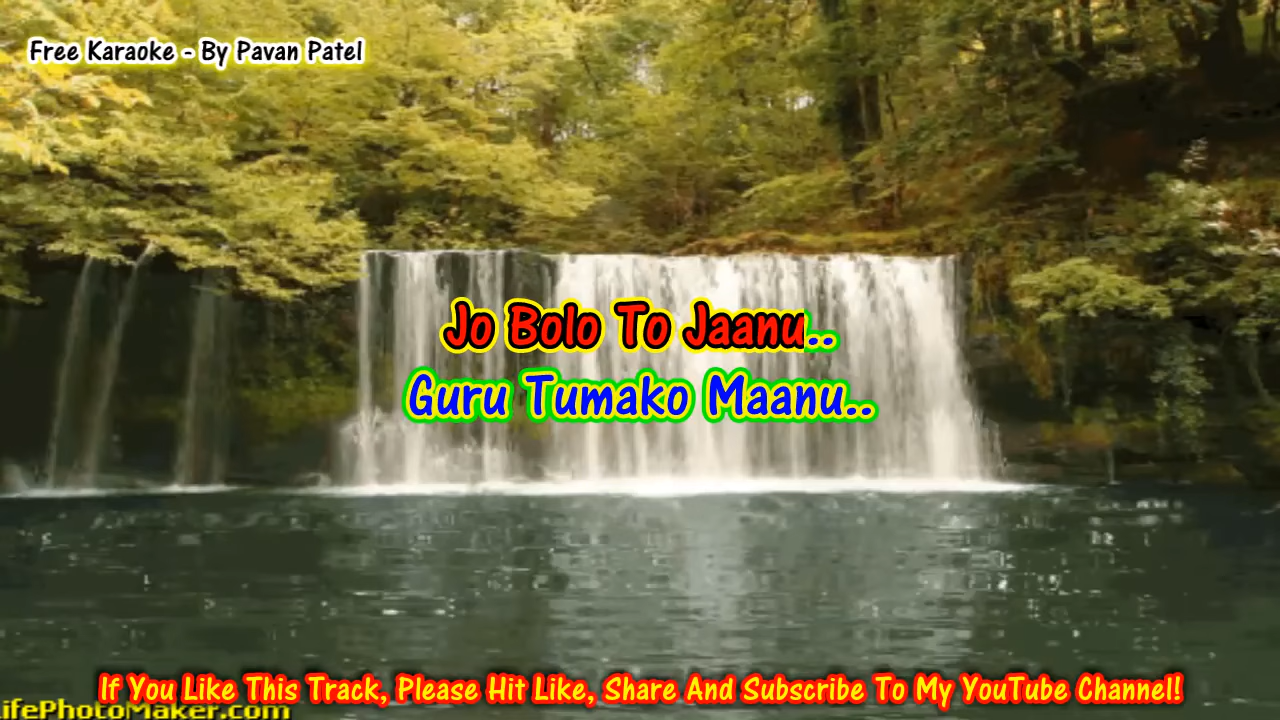 Free Karaoke - By Pavan Patel
Jo Bolo To Jaanu..
Guru Tumako Maanu..
If You Like This Track, Please Hit Like, Share And Subscribe To My YouTube Channel!
ifePhotoMaker.com